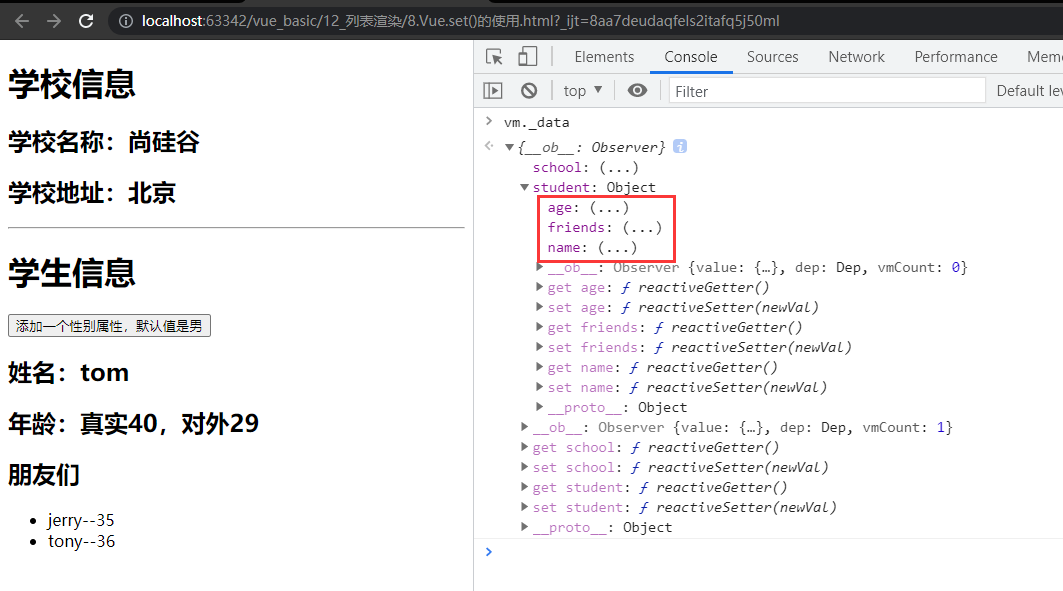 localhost:63342/vue_basic/12_列表渲染/8.Vue.set()的使用.html?_ijt=8aa7deudaqfels2itafq5j50ml
学校信息
学校名称：尚硅谷
学校地址：北京
学生信息
添加一个性别属性，默认值是男
姓名：tom
年龄：真实40，对外29
朋友们
jerry--35
tony--36
Elements Console Sources Network Performance Mem
top ▼ Filter Default le
vm._data
{__ob__: Observer}
school: (...)
student: Object
age: (...)
friends: (...)
name: (...)
__ob__: Observer {value: {…}, dep: Dep, vmCount: 0}
get age: ƒ reactiveGetter()
set age: ƒ reactiveSetter(newVal)
get friends: ƒ reactiveGetter()
set friends: ƒ reactiveSetter(newVal)
get name: ƒ reactiveGetter()
set name: ƒ reactiveSetter(newVal)
__proto__: Object
__ob__: Observer {value: {…}, dep: Dep, vmCount: 1}
get school: ƒ reactiveGetter()
set school: ƒ reactiveSetter(newVal)
get student: ƒ reactiveGetter()
set student: ƒ reactiveSetter(newVal)
__proto__: Object